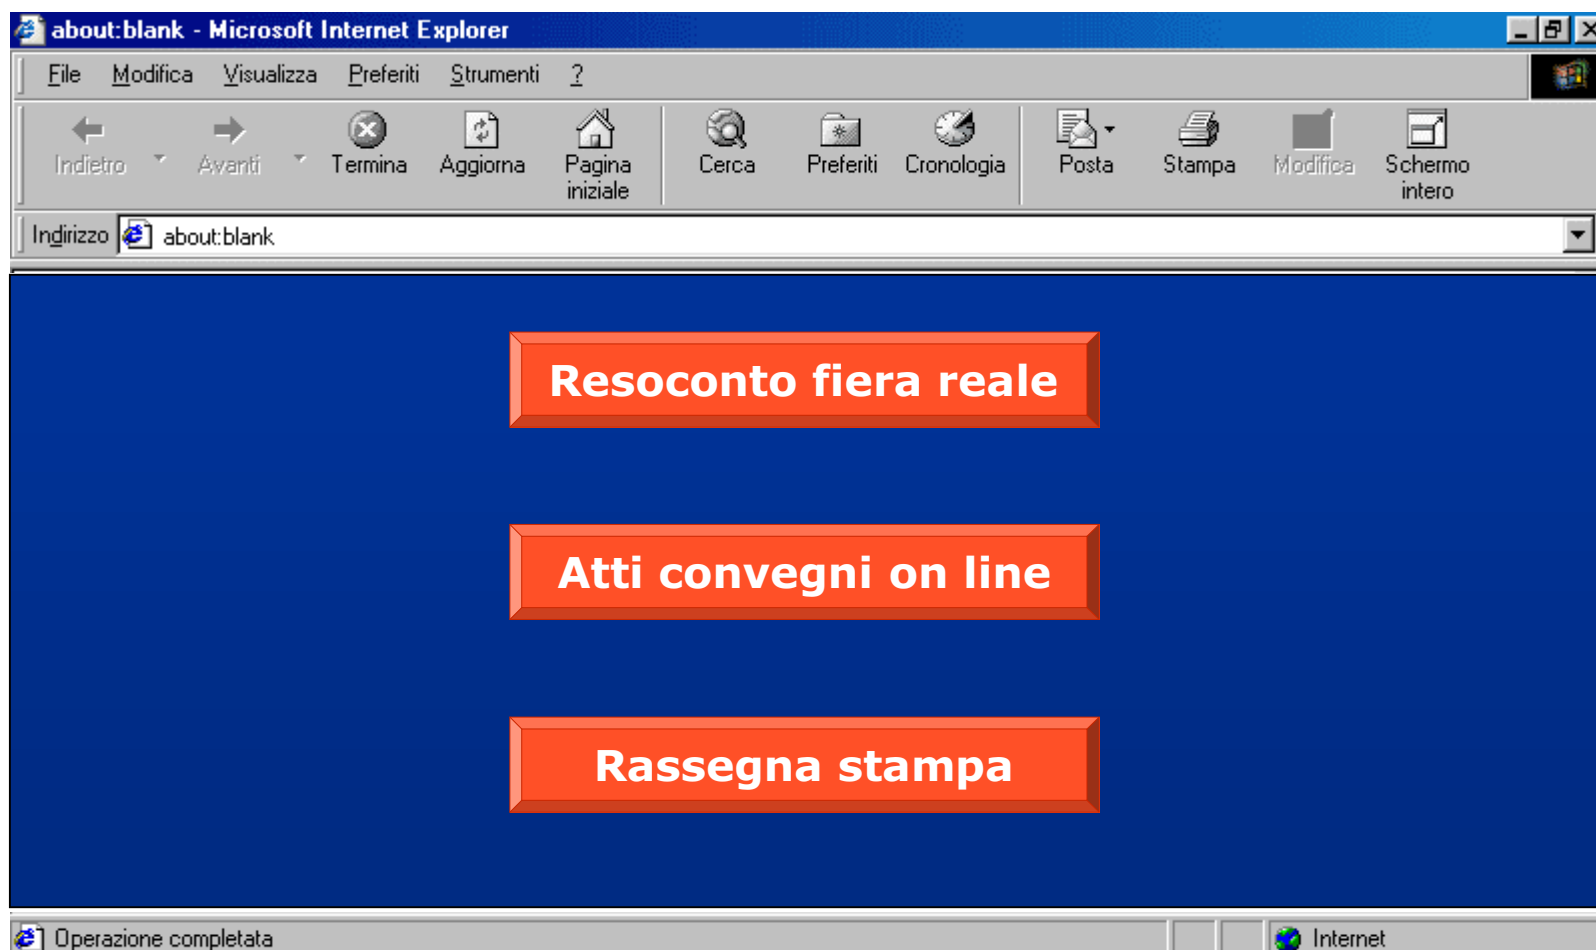 about:blank - Microsoft Internet Explorer
File Modifica Visualizza Preferiti Strumenti ?
Indietro Avanti Termina Aggiorna Pagina iniziale Cerca Preferiti Cronologia Posta Stampa Modifica Schermo intero
Indirizzo about:blank
Resoconto fiera reale
Atti convegni on line
Rassegna stampa
Operazione completata Internet